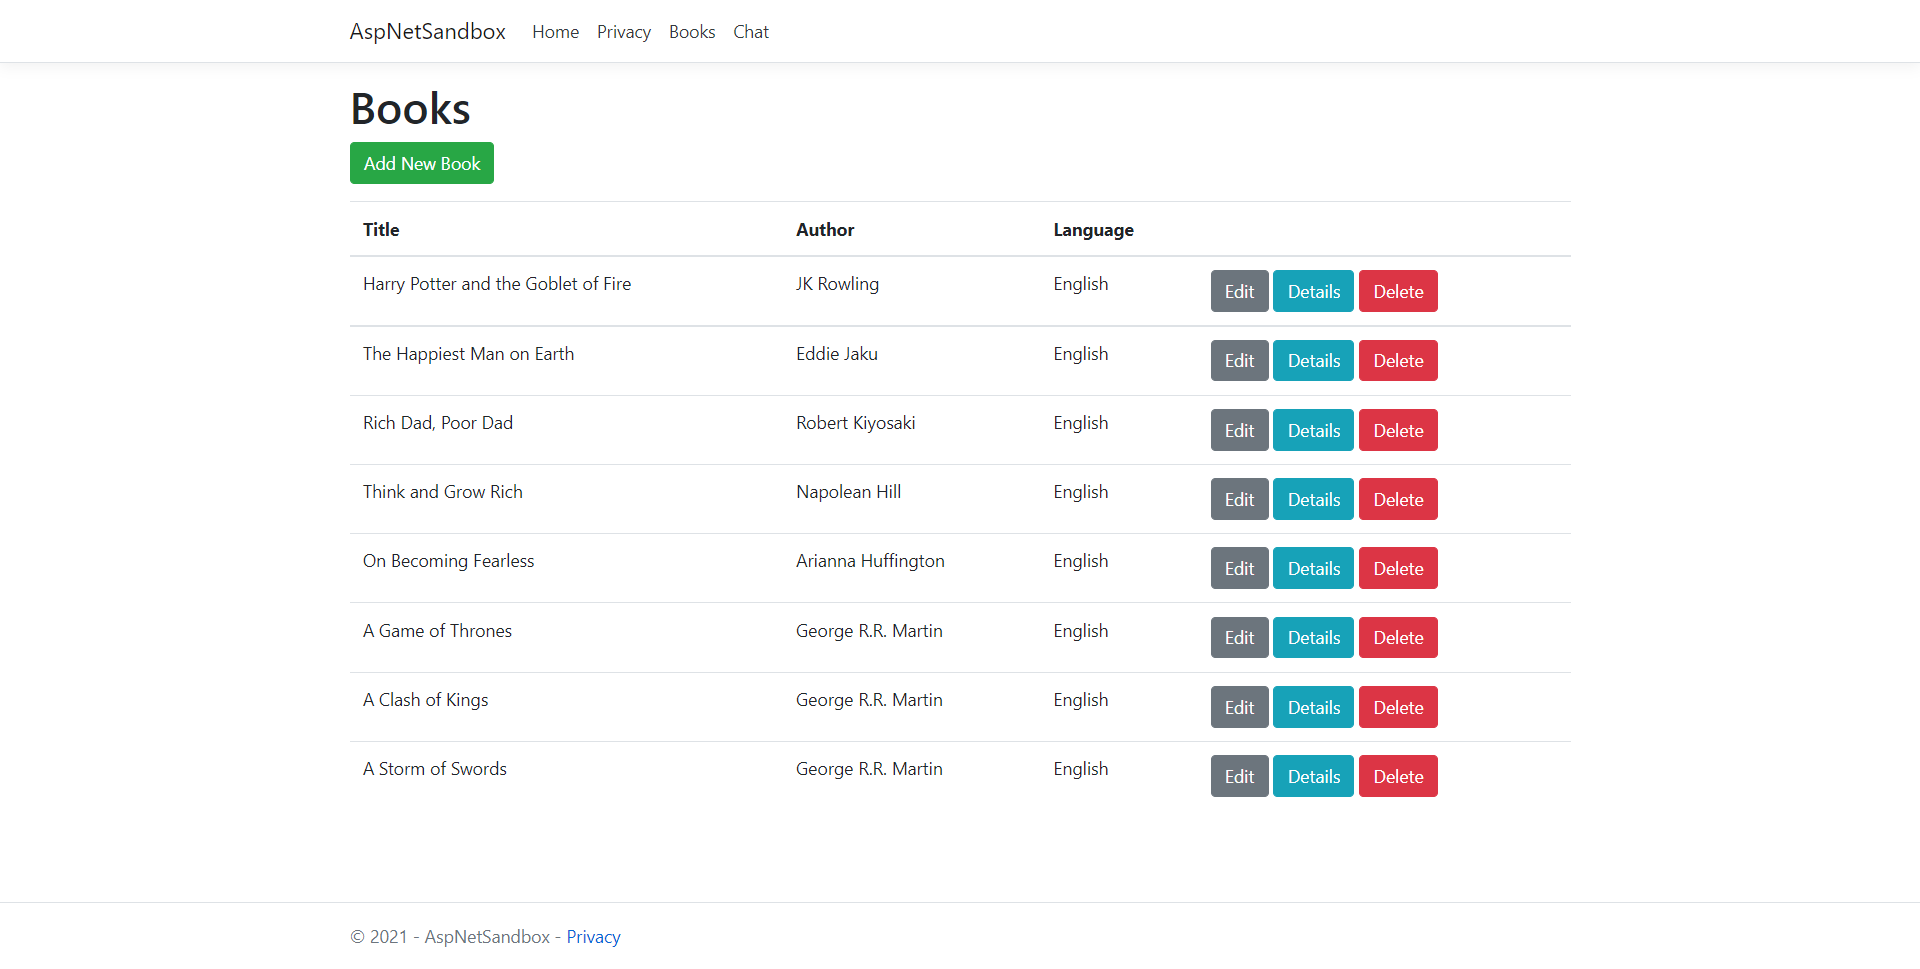 AspNetSandbox Home Privacy Books Chat
Books
Add New Book
Title Author Language
Harry Potter and the Goblet of Fire JK Rowling English Edit Details Delete
The Happiest Man on Earth Eddie Jaku English Edit Details Delete
Rich Dad, Poor Dad Robert Kiyosaki English Edit Details Delete
Think and Grow Rich Napolean Hill English Edit Details Delete
On Becoming Fearless Arianna Huffington English Edit Details Delete
A Game of Thrones George R.R. Martin English Edit Details Delete
A Clash of Kings George R.R. Martin English Edit Details Delete
A Storm of Swords George R.R. Martin English Edit Details Delete
© 2021 - AspNetSandbox - Privacy